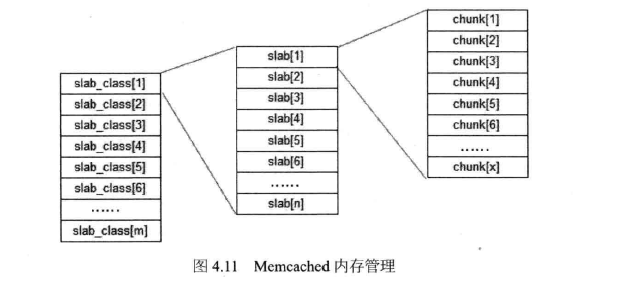 slab_class[1]
slab_class[2]
slab_class[3]
slab_class[4]
slab_class[5]
slab_class[6]
......
slab_class[m]
slab[1]
slab[2]
slab[3]
slab[4]
slab[5]
slab[6]
......
slab[n]
chunk[1]
chunk[2]
chunk[3]
chunk[4]
chunk[5]
chunk[6]
......
chunk[x]
图 4.11 Memcached 内存管理